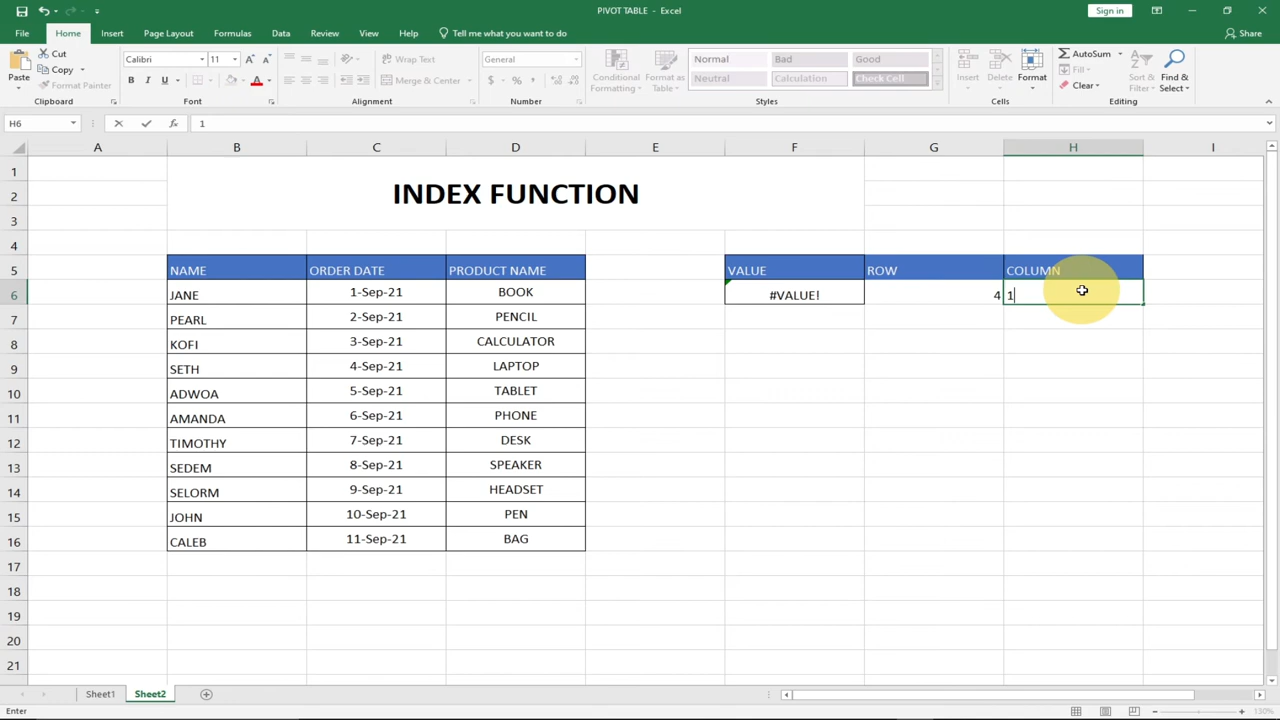 PIVOT TABLE - Excel
Sign in
File Home Insert Page Layout Formulas Data Review View Help Tell me what you want to do Share
Paste Cut Copy Format Painter
Calibri 11 A A B I U A
Wrap Text Merge & Center
General $ % ,
Conditional Formatting Format as Table
Normal Bad Good
Neutral Calculation Check Cell
Insert Delete Format
AutoSum Fill Clear
Sort & Filter Find & Select
Clipboard Font Alignment Number Styles Cells Editing
H6 fx 1
A B C D E F G H I
1
2 INDEX FUNCTION
3
4
5 NAME ORDER DATE PRODUCT NAME VALUE ROW COLUMN
6 JANE 1-Sep-21 BOOK #VALUE! 4 1
7 PEARL 2-Sep-21 PENCIL
8 KOFI 3-Sep-21 CALCULATOR
9 SETH 4-Sep-21 LAPTOP
10 ADWOA 5-Sep-21 TABLET
11 AMANDA 6-Sep-21 PHONE
12 TIMOTHY 7-Sep-21 DESK
13 SEDEM 8-Sep-21 SPEAKER
14 SELORM 9-Sep-21 HEADSET
15 JOHN 10-Sep-21 PEN
16 CALEB 11-Sep-21 BAG
17
18
19
20
21
Sheet1 Sheet2
Enter 130%